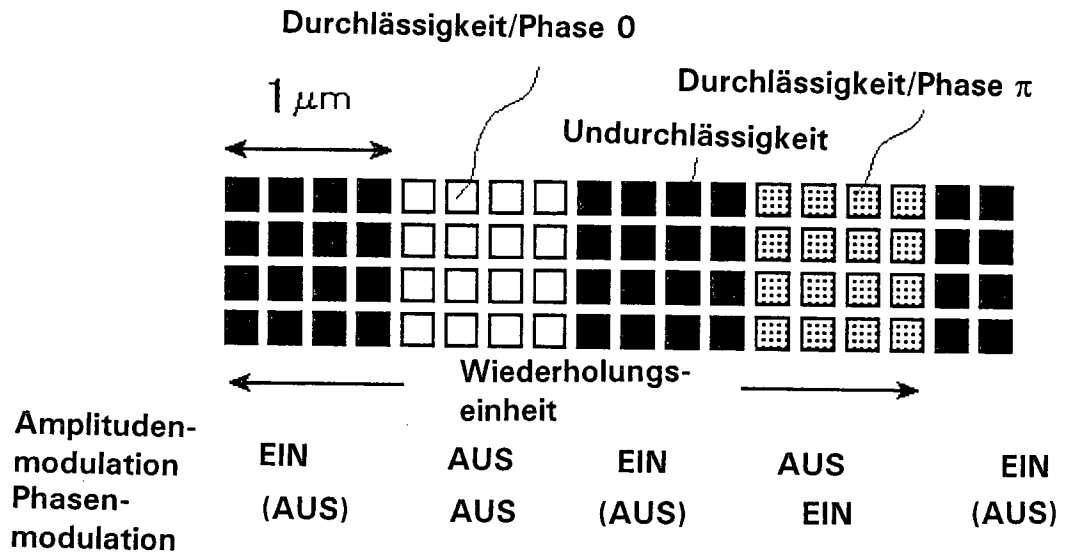 Durchlässigkeit/Phase 0
1 μm
Durchlässigkeit/Phase π
Undurchlässigkeit
Wiederholungs-
einheit
Amplituden-
modulation EIN AUS EIN AUS EIN
Phasen-
modulation (AUS) AUS (AUS) EIN (AUS)